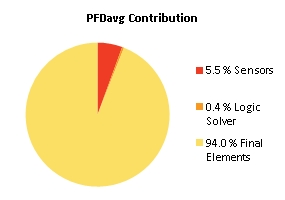 PFDavg Contribution
5.5 % Sensors
0.4 % Logic
Solver
94.0 % Final
Elements